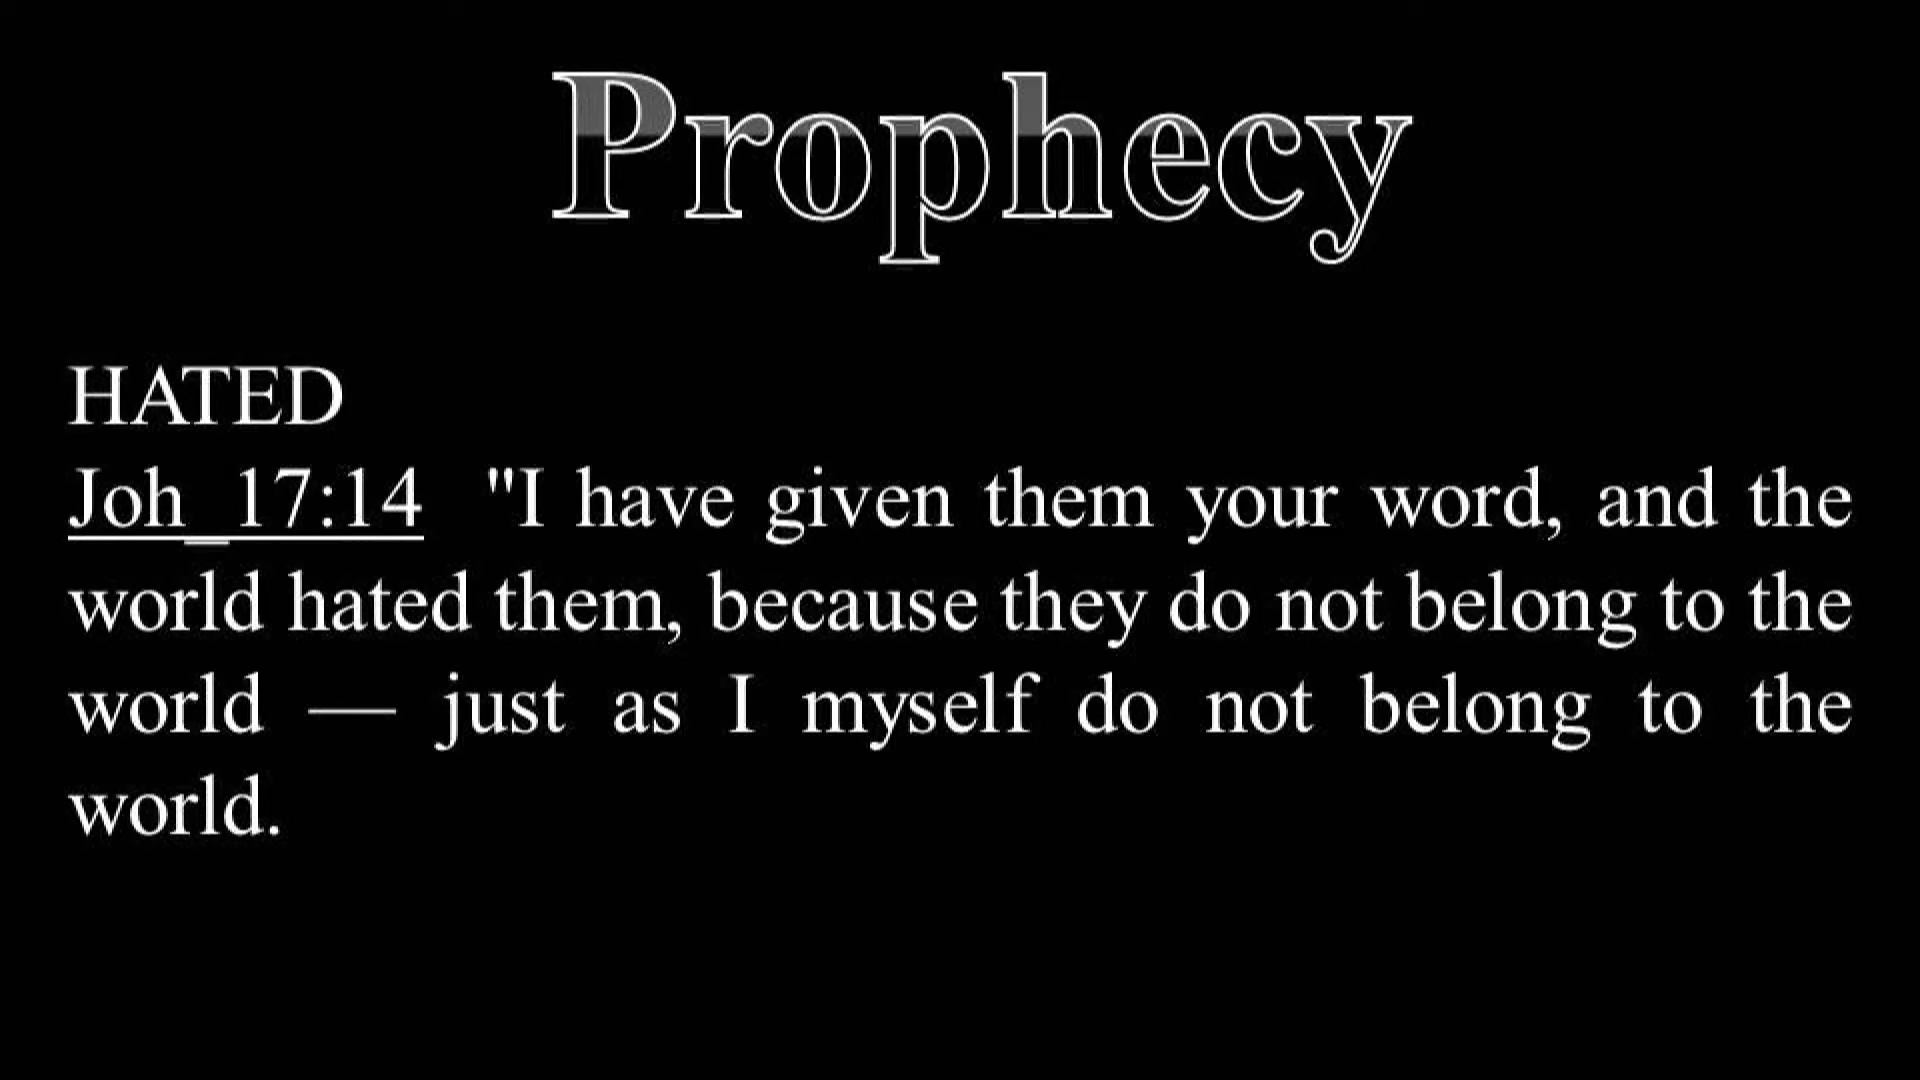 Prophecy
HATED
Joh_17:14 "I have given them your word, and the
world hated them, because they do not belong to the
world — just as I myself do not belong to the
world.